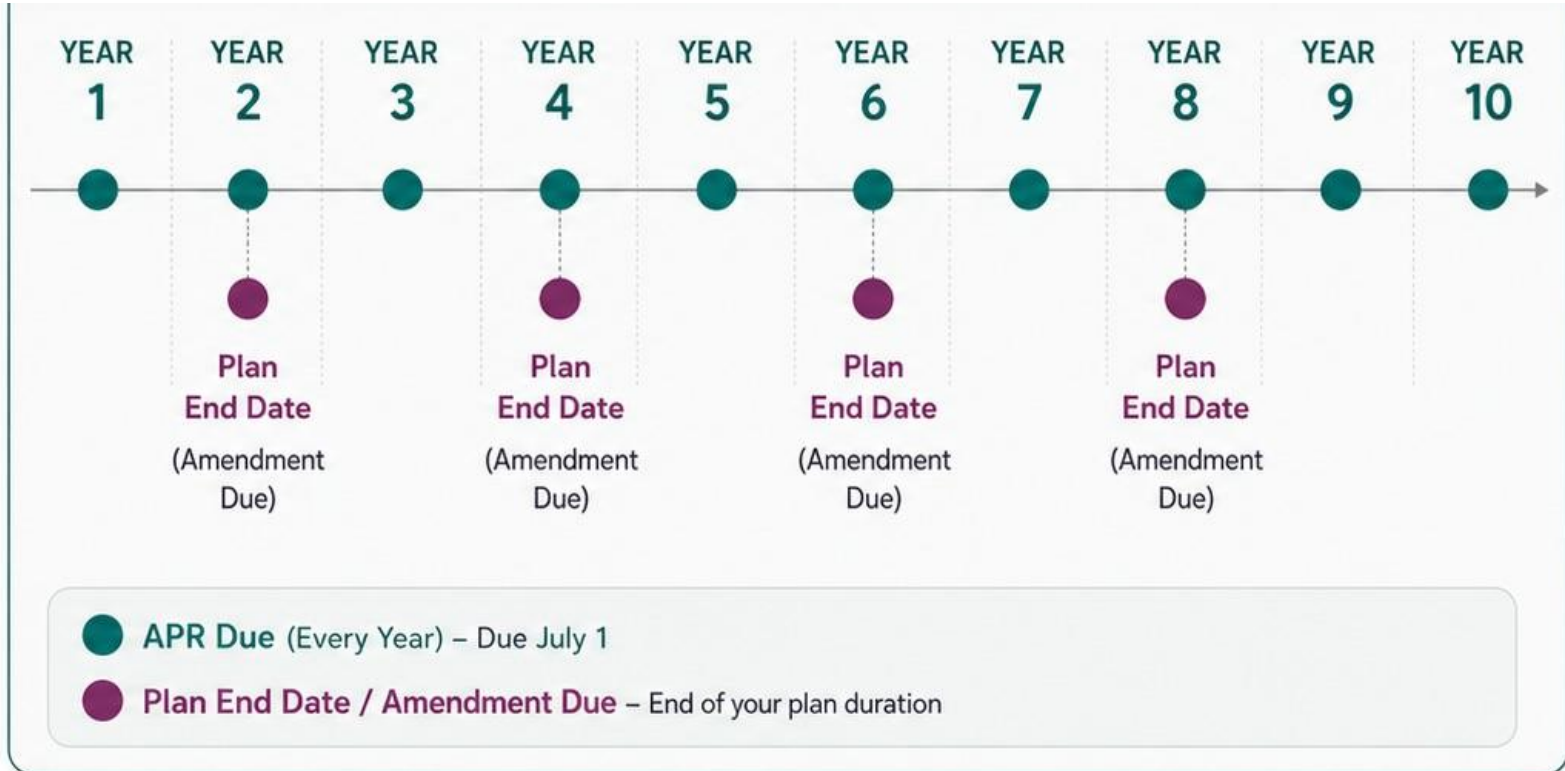 YEAR YEAR YEAR YEAR YEAR YEAR YEAR YEAR YEAR YEAR
1 2 3 4 5 6 7 8 9 10
Plan Plan Plan Plan
End Date End Date End Date End Date
(Amendment (Amendment (Amendment (Amendment
Due) Due) Due) Due)
APR Due (Every Year) – Due July 1
Plan End Date / Amendment Due – End of your plan duration